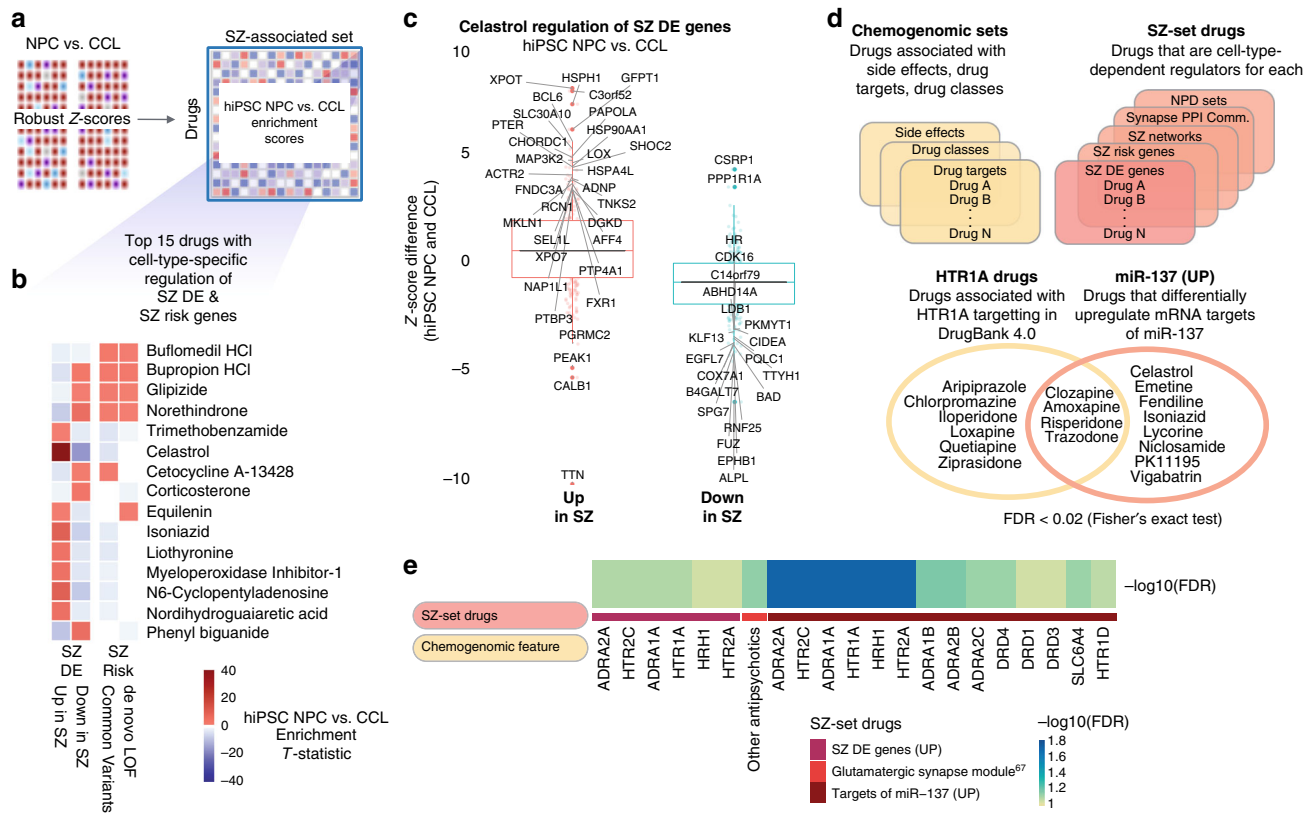 a
NPC vs. CCL
Robust Z-scores
SZ-associated set
Drugs
hiPSC NPC vs. CCL
enrichment
scores
Top 15 drugs with
cell-type-specific
regulation of
SZ DE &
SZ risk genes
b
Buflomedil HCl
Bupropion HCl
Glipizide
Norethindrone
Trimethobenzamide
Celastrol
Cetocycline A-13428
Corticosterone
Equilenin
Isoniazid
Liothyronine
Myeloperoxidase Inhibitor-1
N6-Cyclopentyladenosine
Nordihydroguaiaretic acid
Phenyl biguanide
SZ
DE
SZ
Risk
Up in SZ
Down in SZ
Common Variants
de novo LOF
40
20
0
−20
−40
hiPSC NPC vs. CCL
Enrichment
T-statistic
c
Celastrol regulation of SZ DE genes
hiPSC NPC vs. CCL
Z-score difference
(hiPSC NPC and CCL)
10
5
0
−5
−10
XPOT
HSPH1
GFPT1
BCL6
C3orf52
SLC30A10
PAPOLA
PTER
HSP90AA1
CHORDC1
SHOC2
MAP3K2
LOX
ACTR2
HSPA4L
FNDC3A
ADNP
RCN1
TNKS2
MKLN1
DGKD
SEL1L
AFF4
XPO7
PTP4A1
NAP1L1
FXR1
PTBP3
PGRMC2
PEAK1
CALB1
TTN
Up
in SZ
CSRP1
PPP1R1A
HR
CDK16
C14orf79
ABHD14A
LDB1
PKMYT1
KLF13
CIDEA
EGFL7
PQLC1
COX7A1
TTYH1
B4GALT7
BAD
SPG7
RNF25
FUZ
EPHB1
ALPL
Down
in SZ
d
Chemogenomic sets
Drugs associated with
side effects, drug
targets, drug classes
Side effects
Drug classes
Drug targets
Drug A
Drug B
.
.
Drug N
SZ-set drugs
Drugs that are cell-type-
dependent regulators for each
NPD sets
Synapse PPI Comm.
SZ networks
SZ risk genes
SZ DE genes
Drug A
Drug B
.
.
Drug N
HTR1A drugs
Drugs associated with
HTR1A targetting in
DrugBank 4.0
miR-137 (UP)
Drugs that differentially
upregulate mRNA targets
of miR-137
Aripiprazole
Chlorpromazine
Iloperidone
Loxapine
Quetiapine
Ziprasidone
Clozapine
Amoxapine
Risperidone
Trazodone
Celastrol
Emetine
Fendiline
Isoniazid
Lycorine
Niclosamide
PK11195
Vigabatrin
FDR < 0.02 (Fisher's exact test)
e
−log10(FDR)
SZ-set drugs
Chemogenomic feature
ADRA2A
HTR2C
ADRA1A
HTR1A
HRH1
HTR2A
Other antipsychotics
ADRA2A
HTR2C
ADRA1A
HTR1A
HRH1
HTR2A
ADRA1B
ADRA2B
ADRA2C
DRD4
DRD1
DRD3
SLC6A4
HTR1D
SZ-set drugs
SZ DE genes (UP)
Glutamatergic synapse module67
Targets of miR−137 (UP)
−log10(FDR)
1.8
1.6
1.4
1.2
1